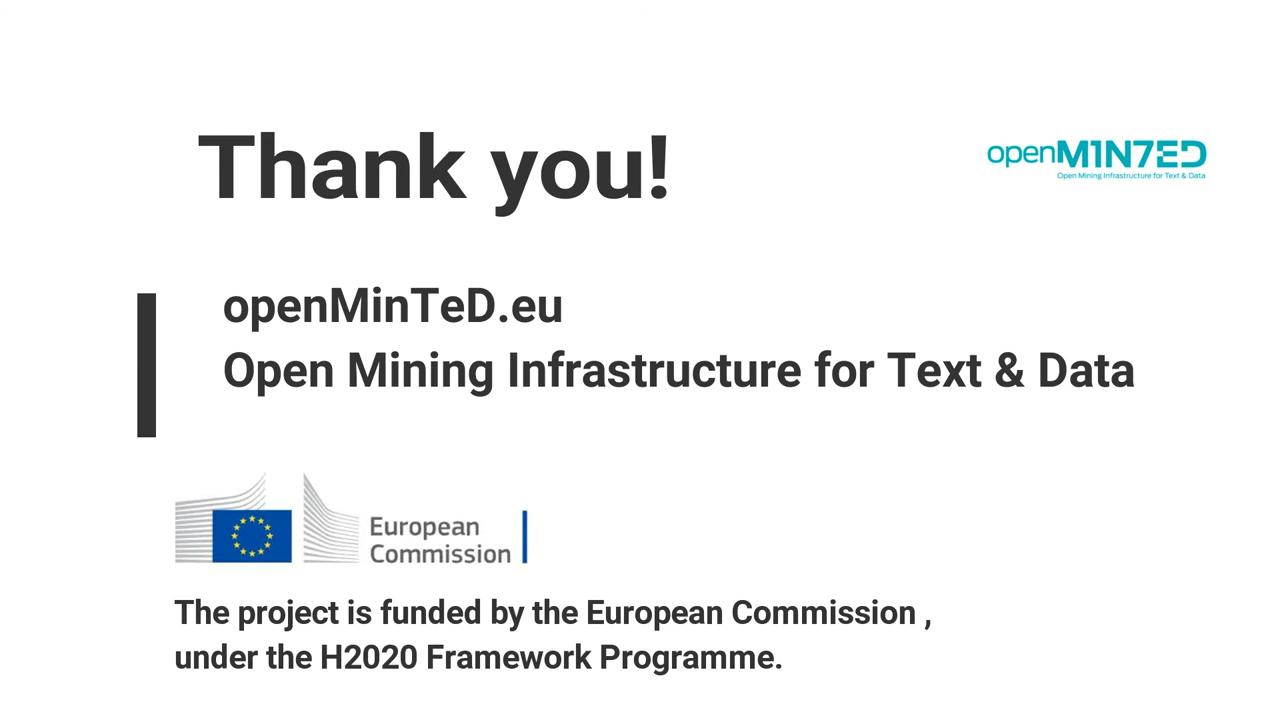 Thank you!
openMIN7ED
Open Mining Infrastructure for Text & Data
openMinTeD.eu
Open Mining Infrastructure for Text & Data
European
Commission
The project is funded by the European Commission ,
under the H2020 Framework Programme.